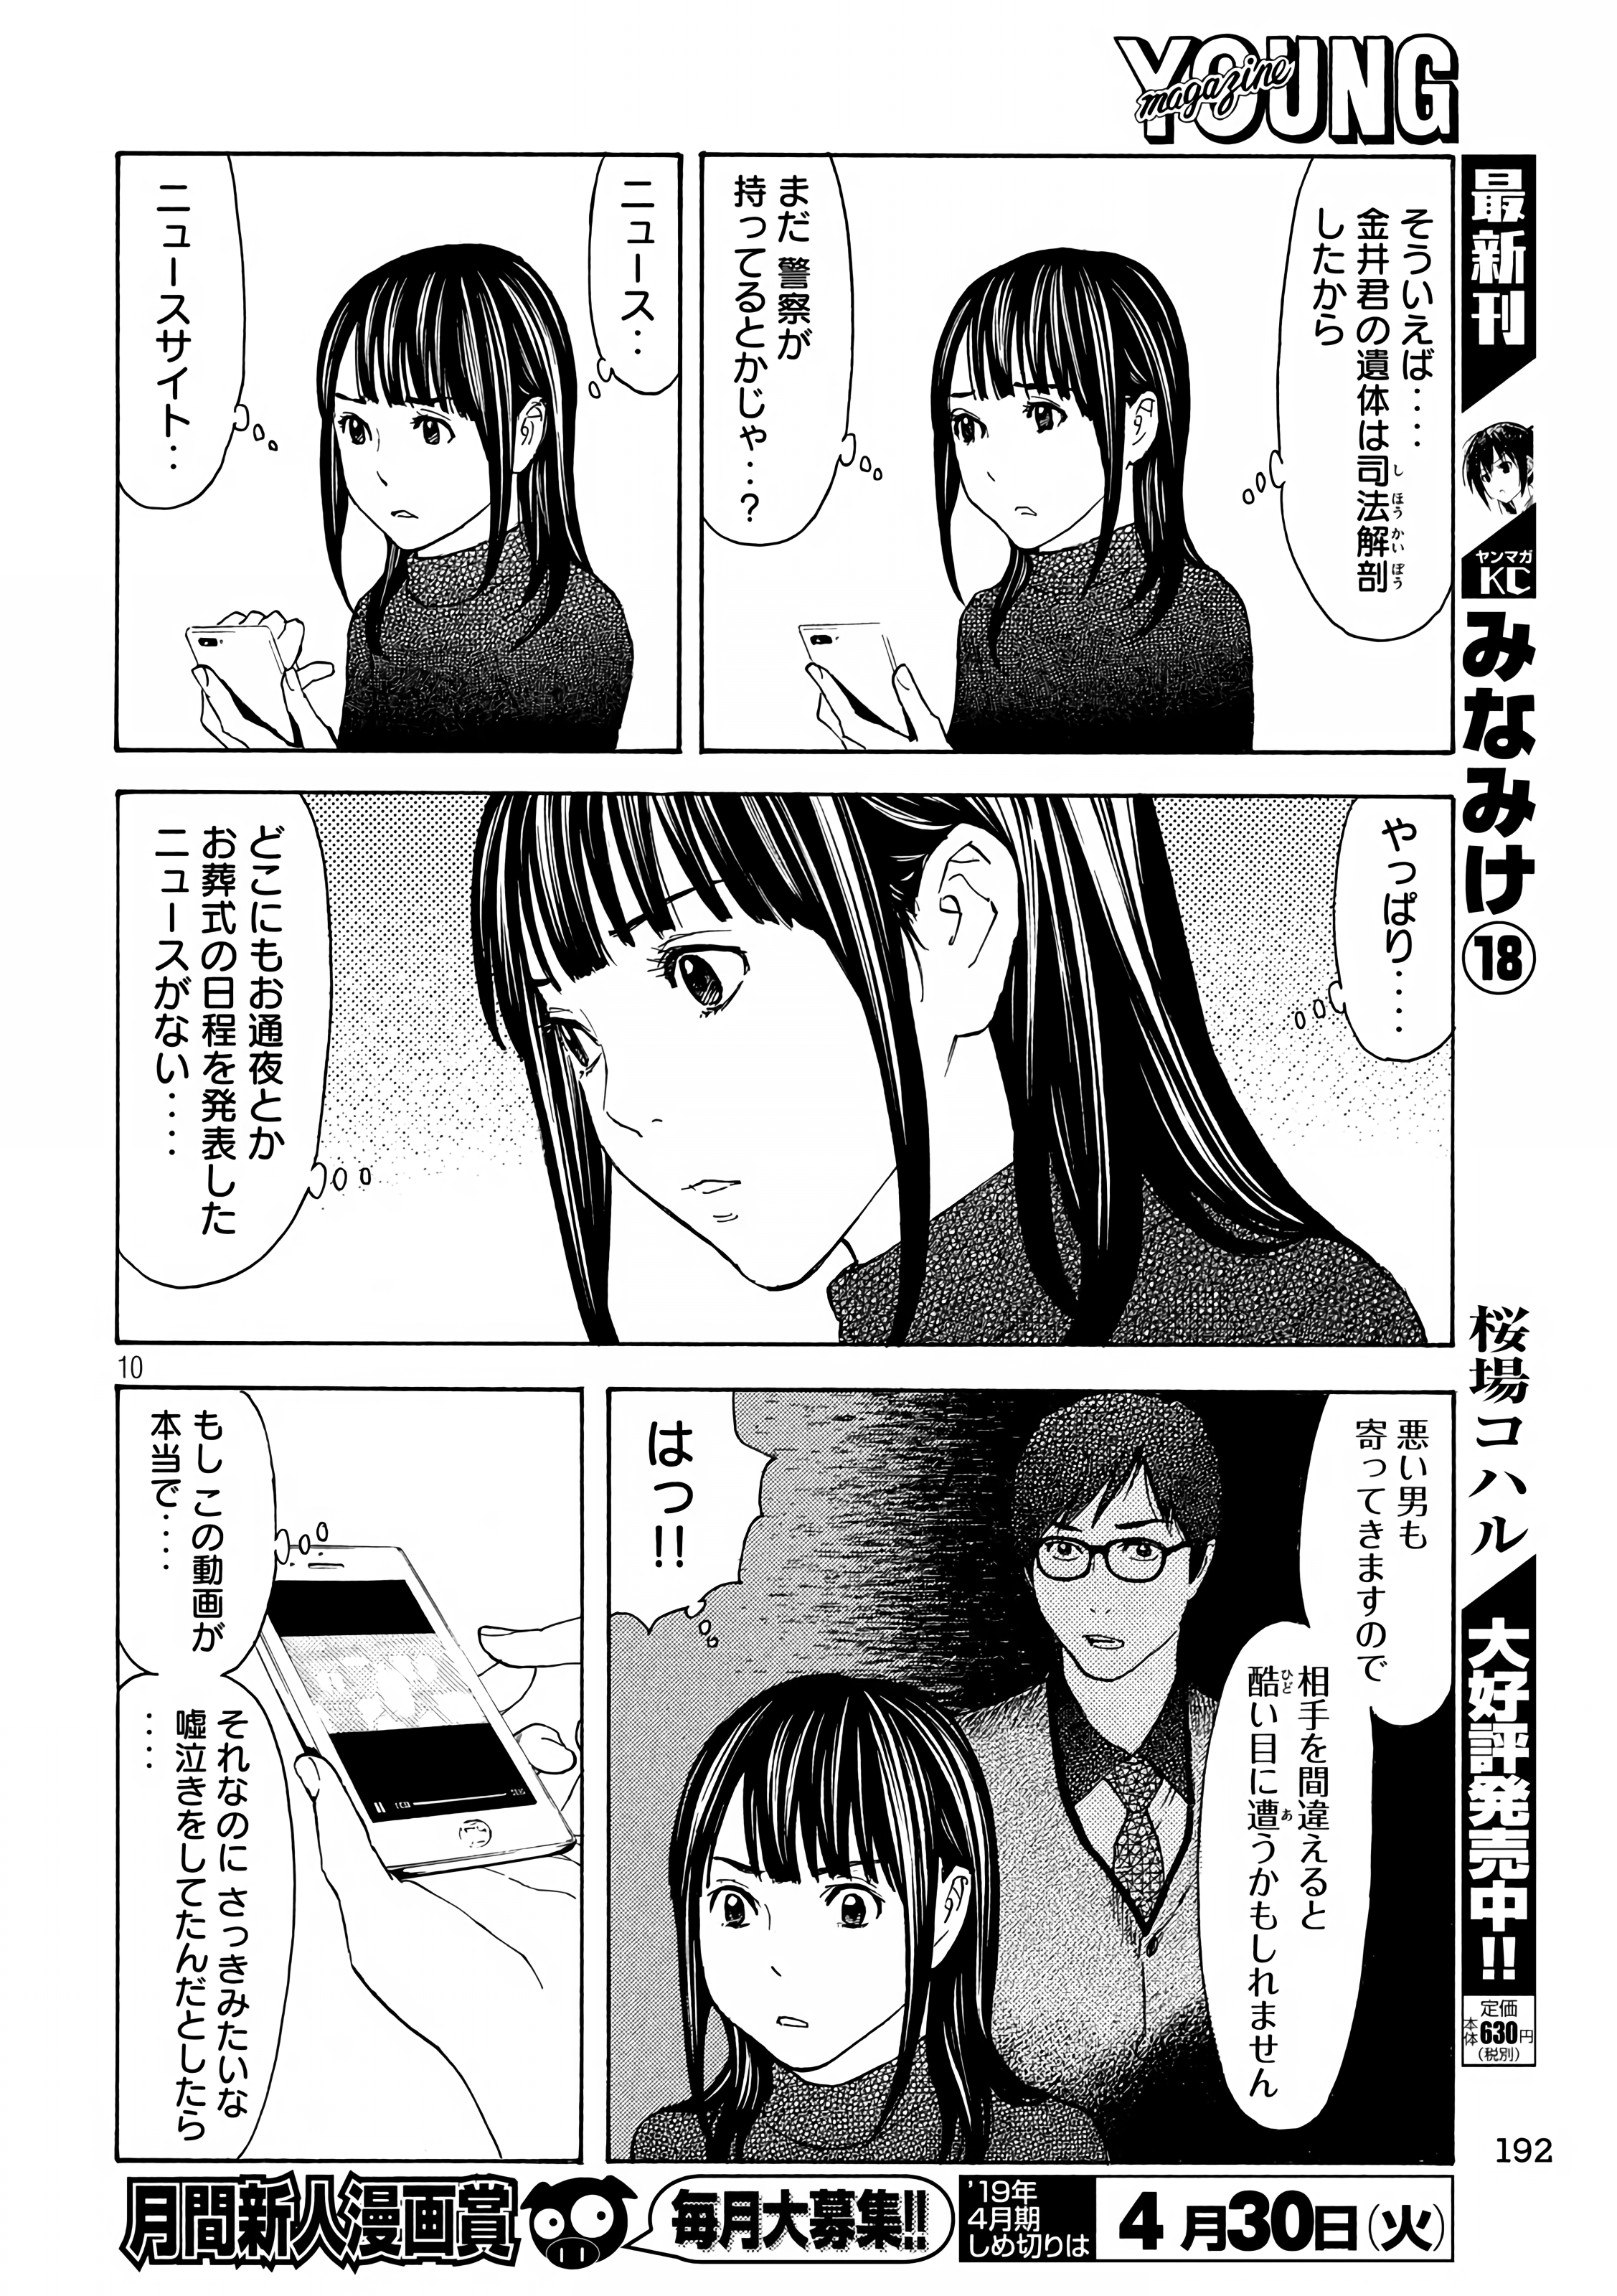 YOUNG
magazine
そういえば‥‥
金井君の遺体は司法解剖
しほうかいぼう
したから
まだ 警察が
持ってるとかじゃ‥‥?
ニュース‥
ニュースサイト‥
やっぱり‥‥
どこにもお通夜とか
お葬式の日程を発表した
ニュースがない‥‥
10
悪い男も
寄ってきますので
相手を間違えると
酷い目に遭うかもしれません
ひど
あ
はっ!!
もし この動画が
本当で‥‥
それなのに さっきみたいな
嘘泣きをしてたんだとしたら
‥‥
最新刊
ヤンマガ
KC
みなみけ⑱
桜場コハル
大好評発売中!!
定価
本体630円
(税別)
192
月間新人漫画賞
毎月大募集!!
'19年
4月期
しめ切りは
4月30日(火)